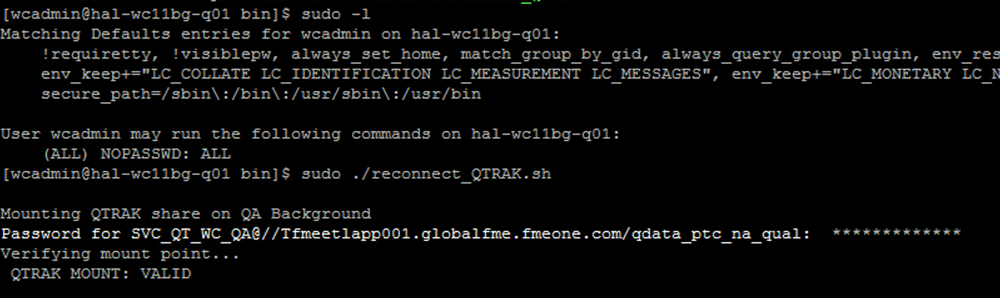 [wcadmin@hal-wc11bg-q01 bin]$ sudo -l
Matching Defaults entries for wcadmin on hal-wc11bg-q01:
    !requiretty, !visiblepw, always_set_home, match_group_by_gid, always_query_group_plugin, env_res
    env_keep+="LC_COLLATE LC_IDENTIFICATION LC_MEASUREMENT LC_MESSAGES", env_keep+="LC_MONETARY LC_N
    secure_path=/sbin\:/bin\:/usr/sbin\:/usr/bin

User wcadmin may run the following commands on hal-wc11bg-q01:
    (ALL) NOPASSWD: ALL
[wcadmin@hal-wc11bg-q01 bin]$ sudo ./reconnect_QTRAK.sh

Mounting QTRAK share on QA Background
Password for SVC_QT_WC_QA@//Tfmeetlapp001.globalfme.fmeone.com/qdata_ptc_na_qual:  *************
Verifying mount point...
 QTRAK MOUNT: VALID